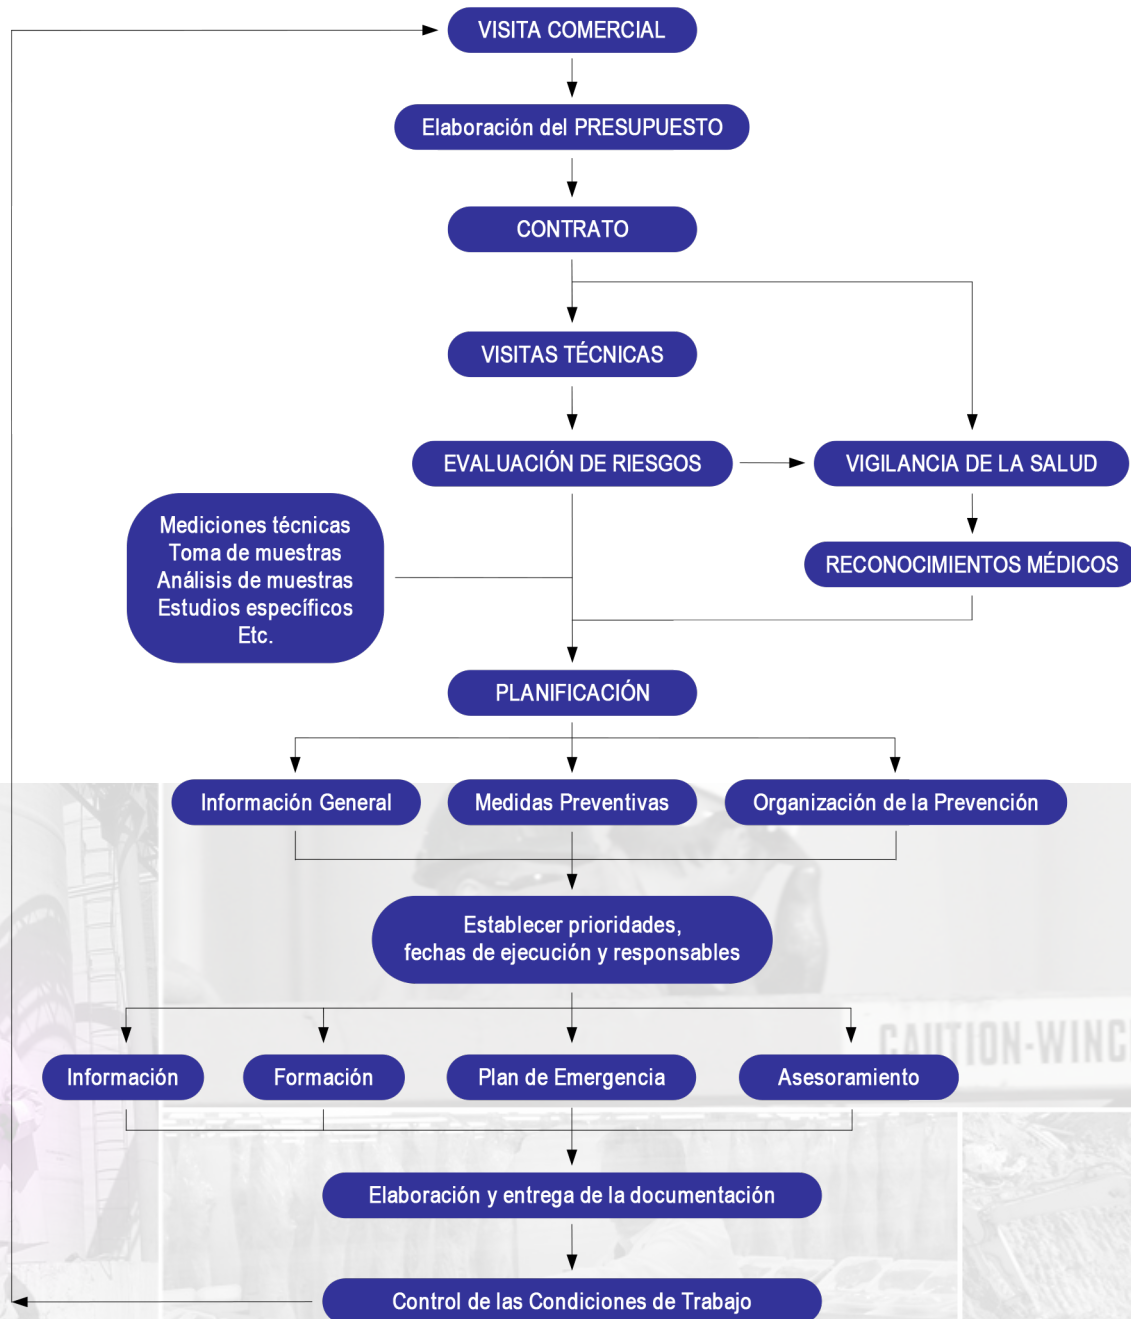 VISITA COMERCIAL
Elaboración del PRESUPUESTO
CONTRATO
VISITAS TÉCNICAS
EVALUACIÓN DE RIESGOS
VIGILANCIA DE LA SALUD
Mediciones técnicas
Toma de muestras
Análisis de muestras
Estudios específicos
Etc.
RECONOCIMIENTOS MÉDICOS
PLANIFICACIÓN
Información General
Medidas Preventivas
Organización de la Prevención
Establecer prioridades,
fechas de ejecución y responsables
CAUTION-WINC
Información
Formación
Plan de Emergencia
Asesoramiento
Elaboración y entrega de la documentación
Control de las Condiciones de Trabajo